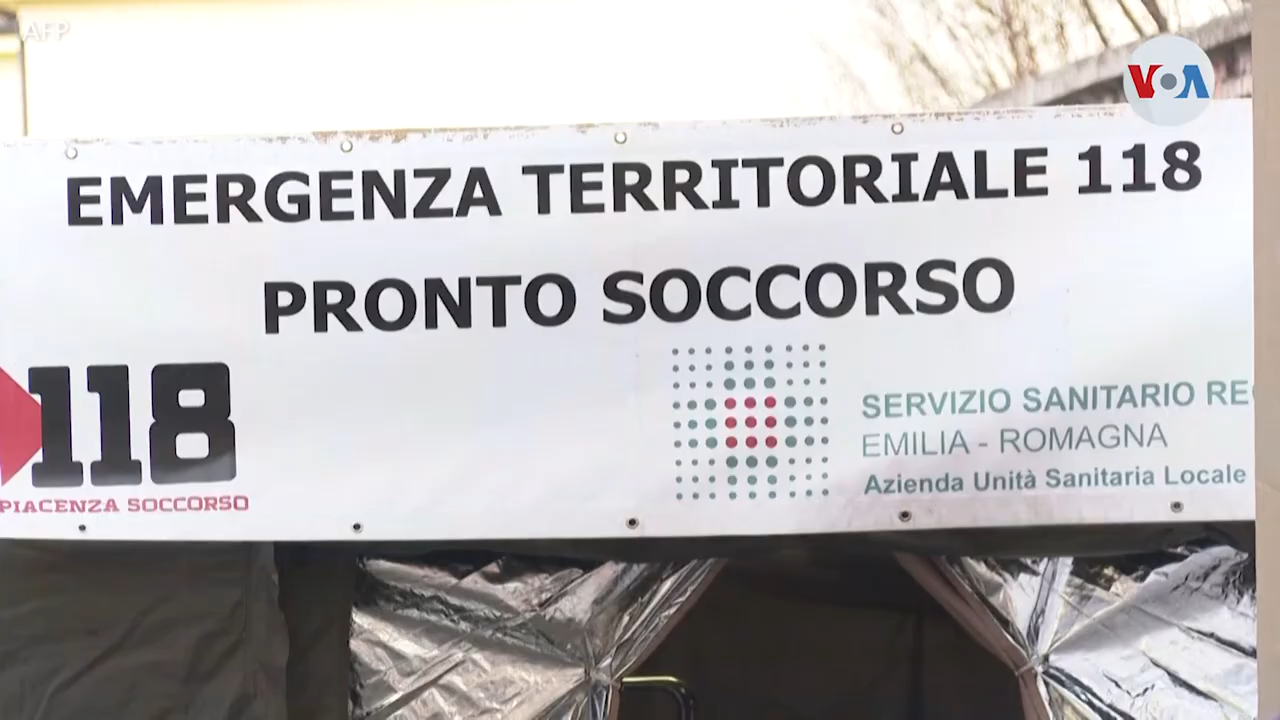 AFP
VOA
EMERGENZA TERRITORIALE 118
PRONTO SOCCORSO
118
PIACENZA SOCCORSO
SERVIZIO SANITARIO
EMILIA - ROMAGNA
Azienda Unità Sanitaria Locale